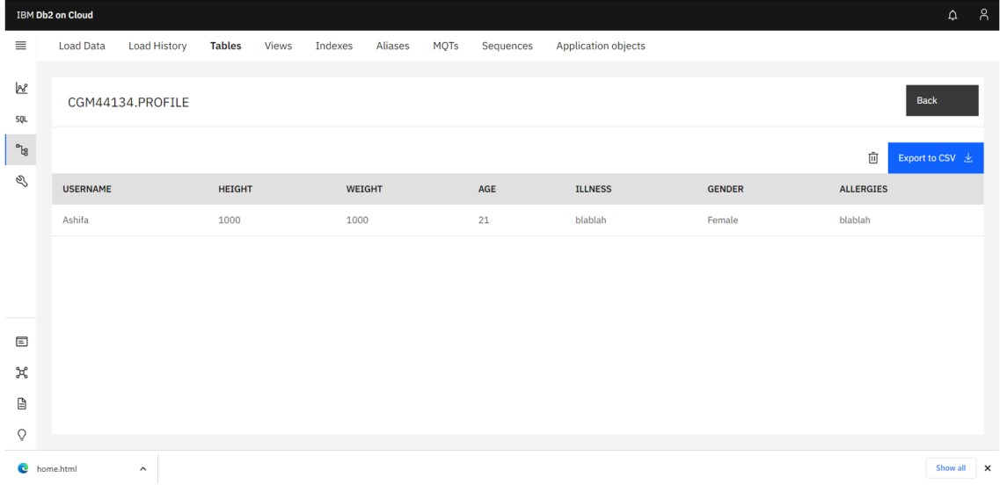 IBM Db2 on Cloud
Load Data Load History Tables Views Indexes Aliases MQTs Sequences Application objects
CGM44134.PROFILE
Back
SQL
Export to CSV
USERNAME HEIGHT WEIGHT AGE ILLNESS GENDER ALLERGIES
Ashifa 1000 1000 21 blablah Female blablah
home.html
Show all